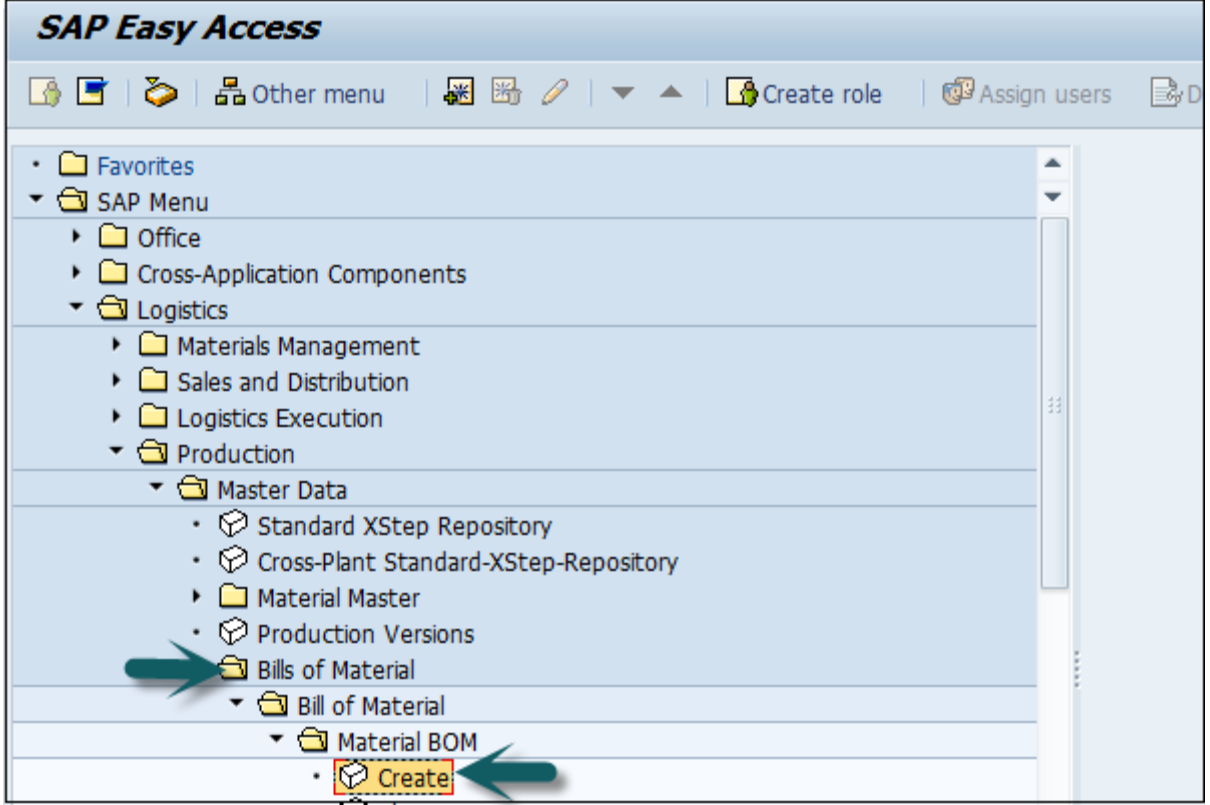 SAP Easy Access
Other menu Create role Assign users D
Favorites
SAP Menu
Office
Cross-Application Components
Logistics
Materials Management
Sales and Distribution
Logistics Execution
Production
Master Data
Standard XStep Repository
Cross-Plant Standard-XStep-Repository
Material Master
Production Versions
Bills of Material
Bill of Material
Material BOM
Create